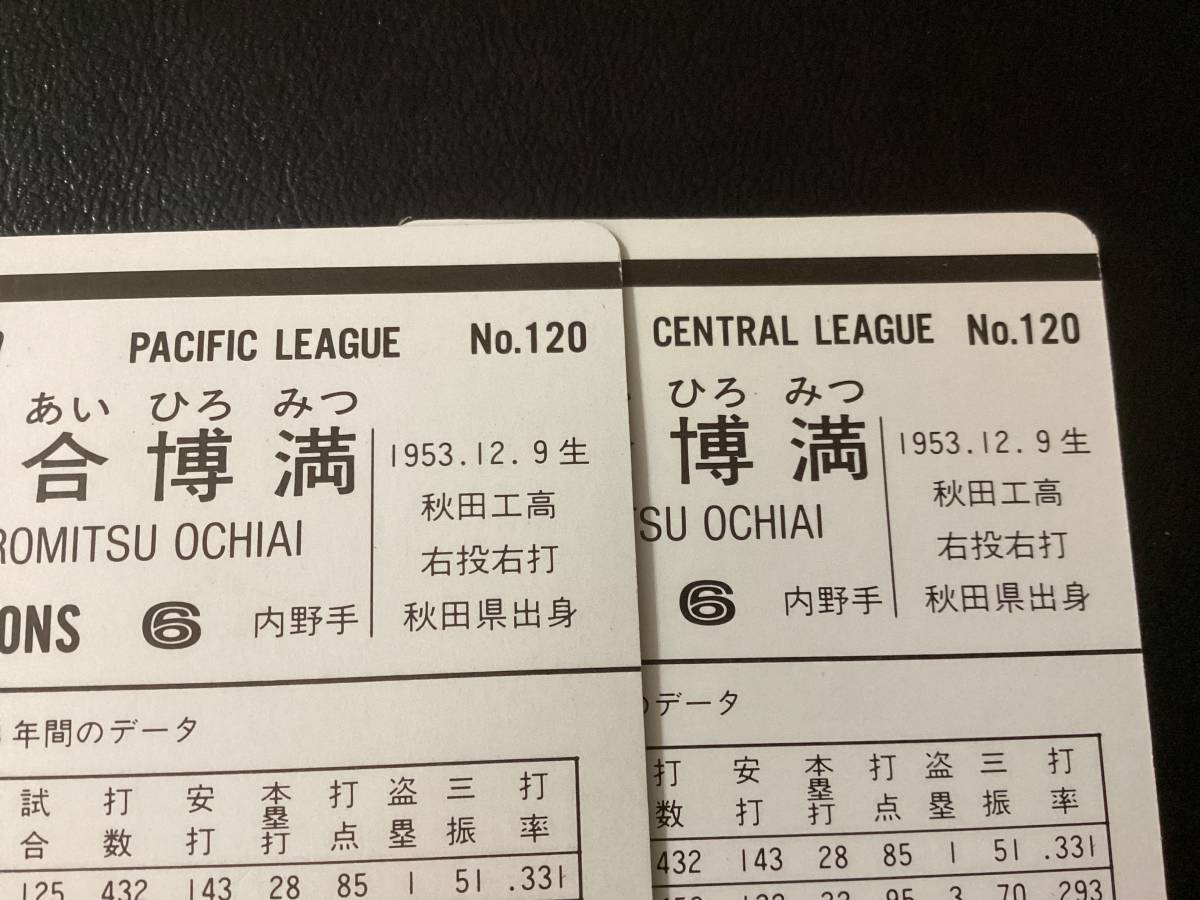 PACIFIC LEAGUE No.120
あい ひろ みつ
合 博 満
ROMITSU OCHIAI
ONS ⑥ 内野手
1953.12.9生
秋田工高
右投右打
秋田県出身
年間のデータ
試合 打数 安打 本塁打 打点 盗塁 三振 打率
125 432 143 28 85 1 51 .331
CENTRAL LEAGUE No.120
ひろ みつ
博 満
TSU OCHIAI
⑥ 内野手
1953.12.9生
秋田工高
右投右打
秋田県出身
のデータ
打数 安打 本塁打 打点 盗塁 三振 打率
432 143 28 85 1 51 .331
95 3 70 .293